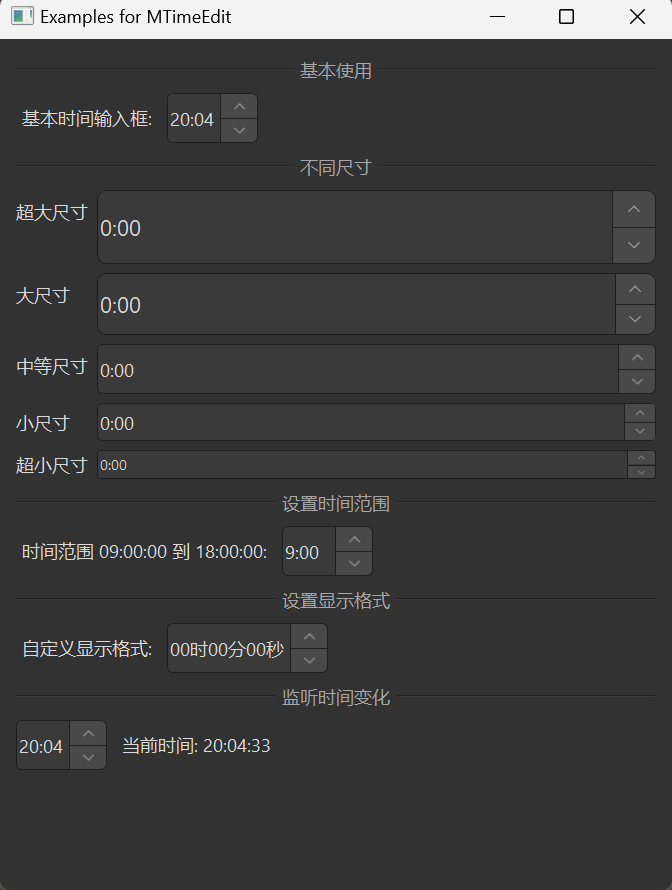 Examples for MTimeEdit
基本使用
基本时间输入框: 20:04
不同尺寸
超大尺寸 0:00
大尺寸 0:00
中等尺寸 0:00
小尺寸 0:00
超小尺寸 0:00
设置时间范围
时间范围 09:00:00 到 18:00:00: 9:00
设置显示格式
自定义显示格式: 00时00分00秒
监听时间变化
20:04 当前时间: 20:04:33